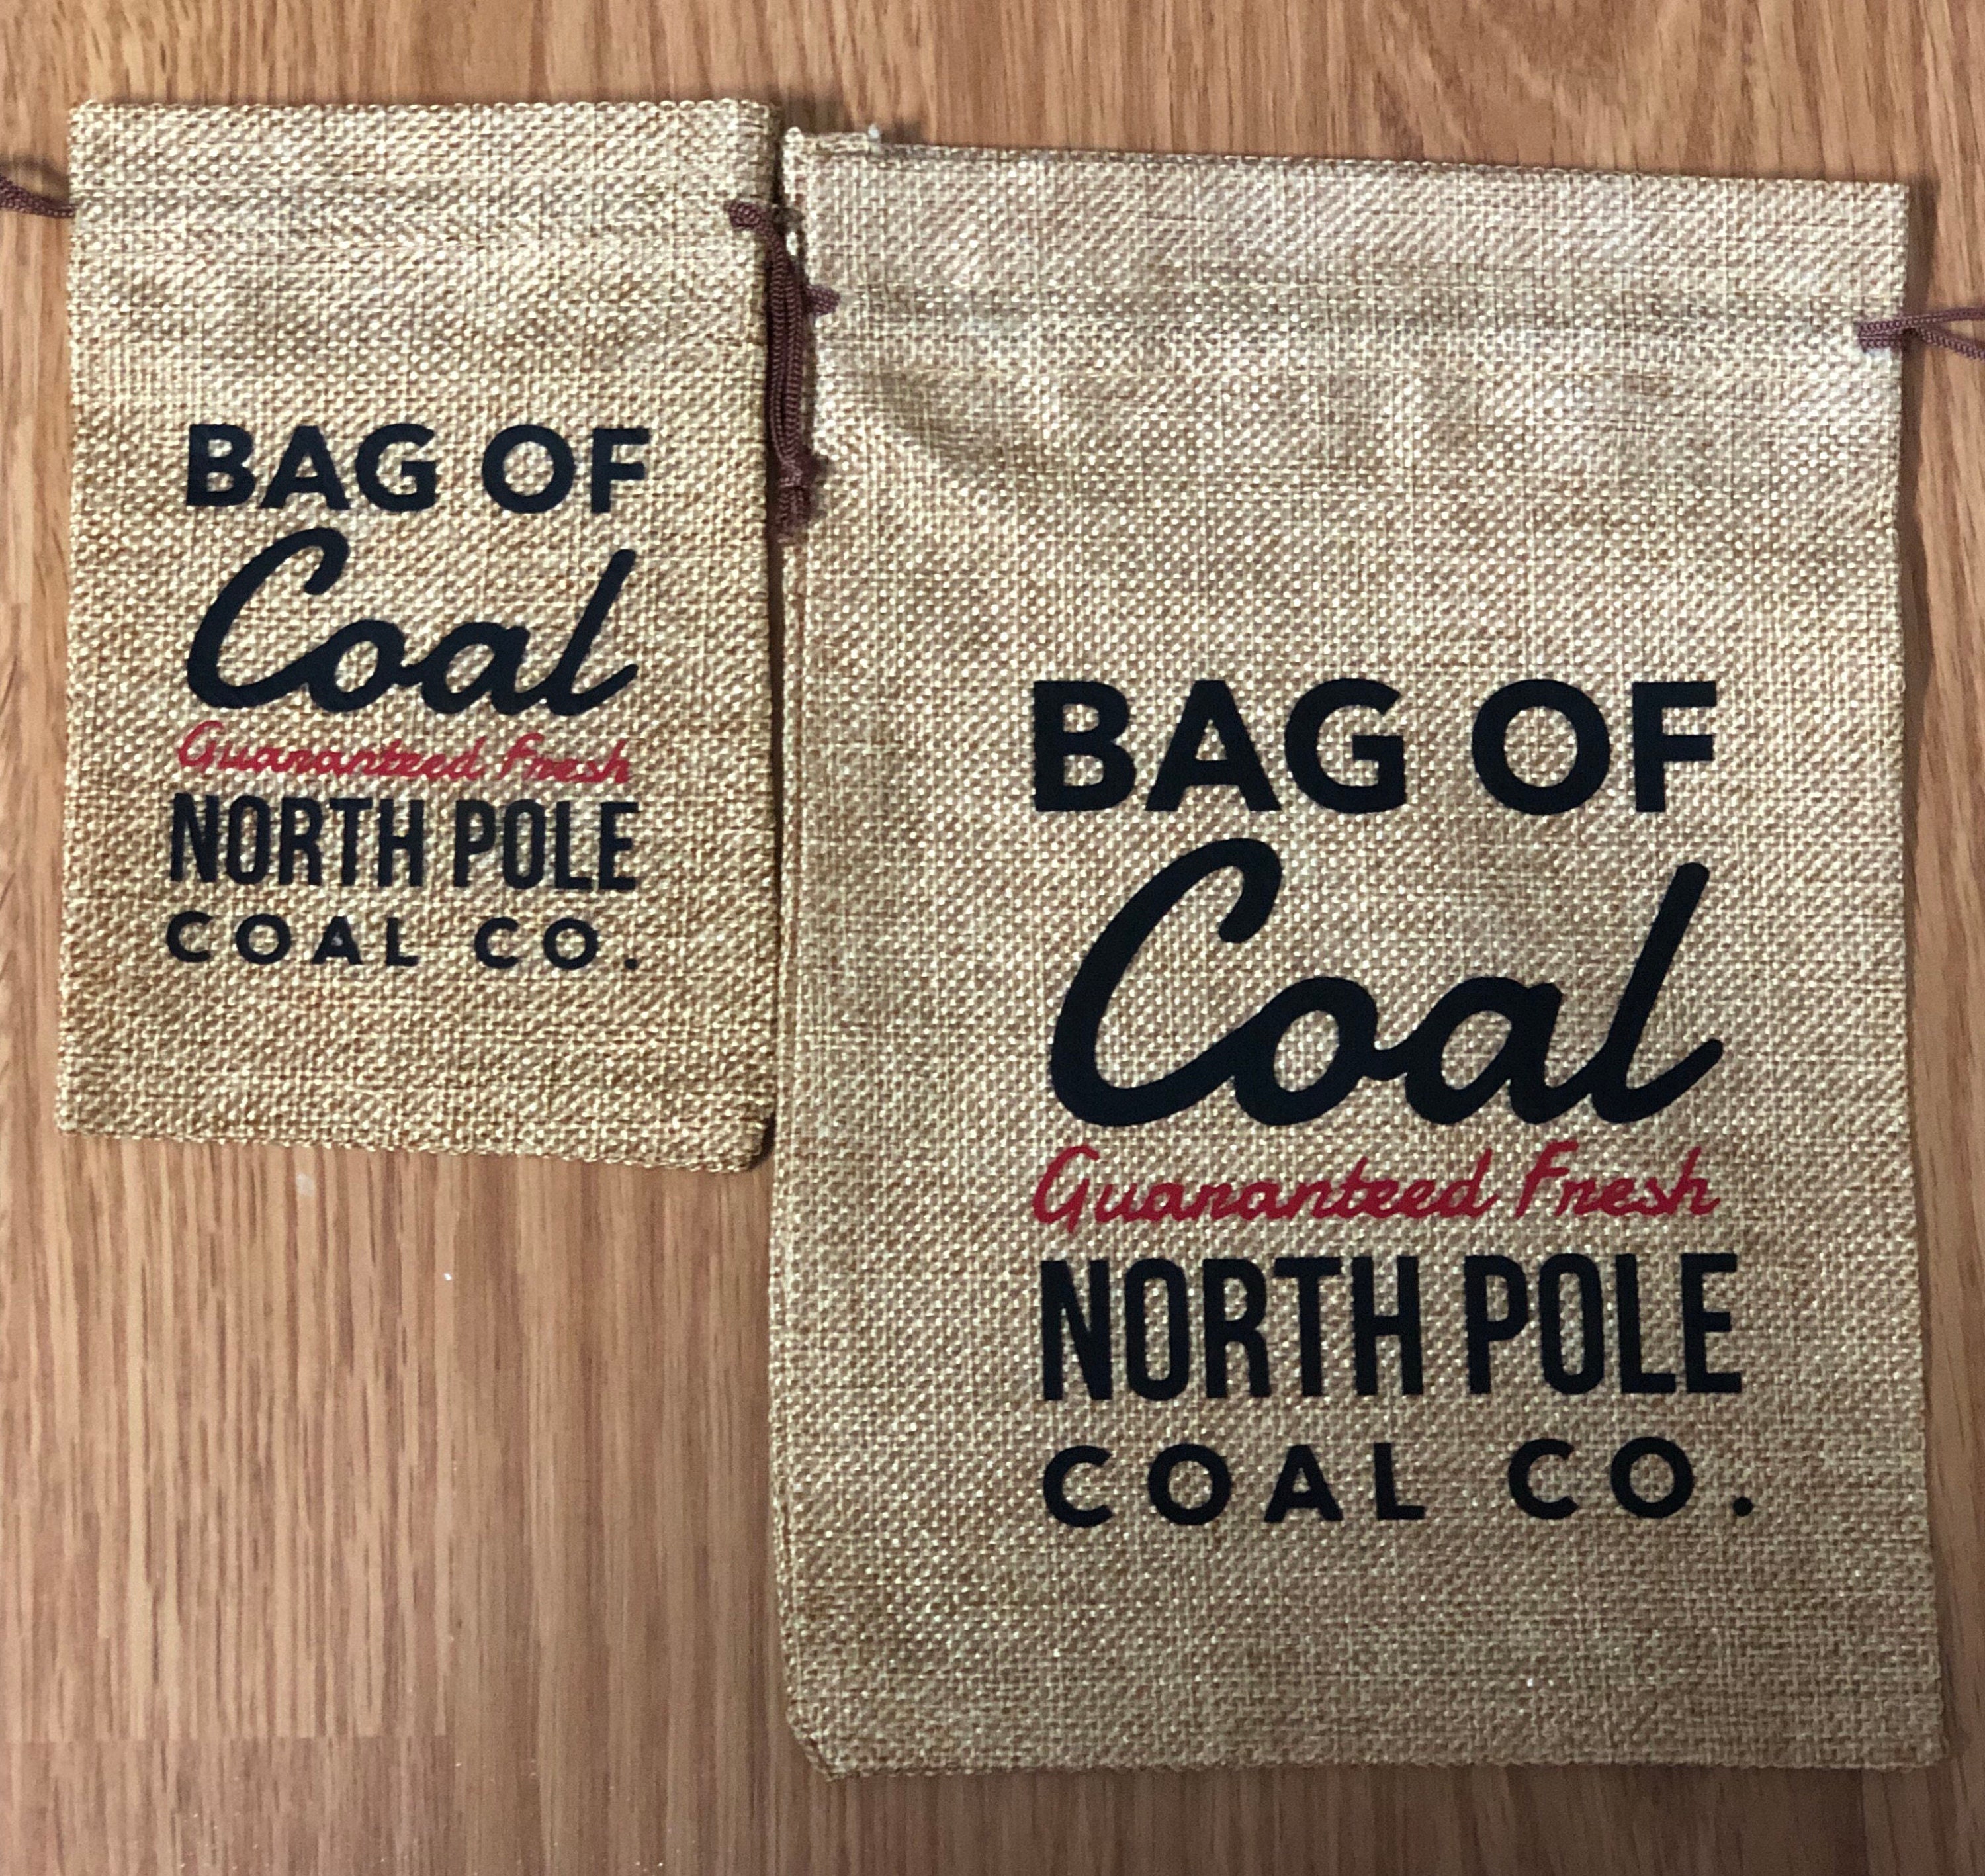 BAG OF
Coal
Guaranteed Fresh
NORTH POLE
COAL CO.
BAG OF
Coal
Guaranteed Fresh
NORTH POLE
COAL CO.